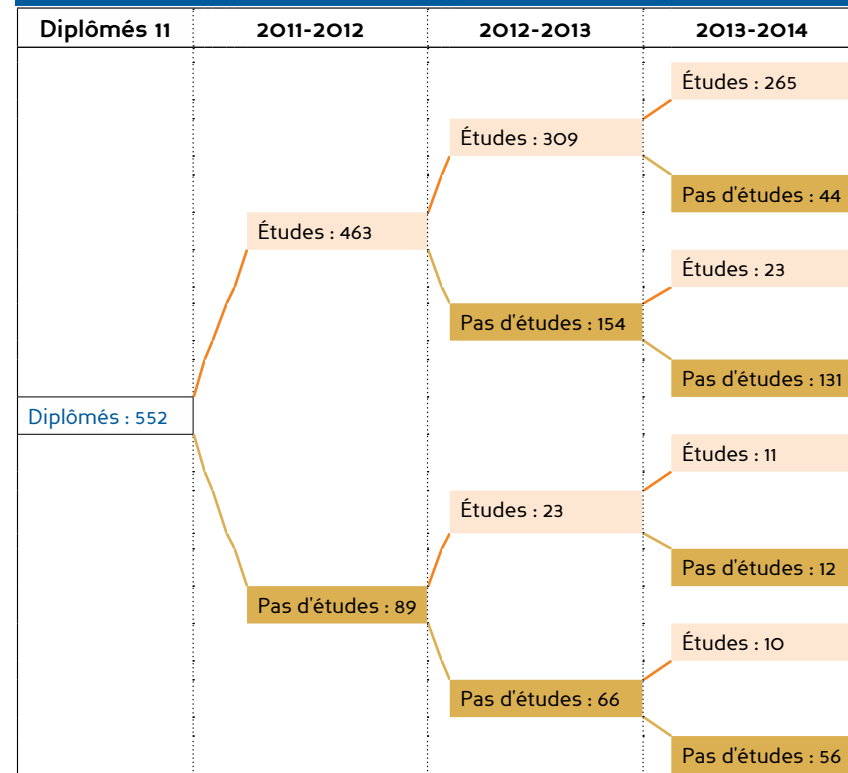 Diplômés 11 2011-2012 2012-2013 2013-2014
Études : 265
Études : 309
Pas d'études : 44
Études : 463
Études : 23
Pas d'études : 154
Pas d'études : 131
Diplômés : 552
Études : 11
Études : 23
Pas d'études : 12
Pas d'études : 89
Études : 10
Pas d'études : 66
Pas d'études : 56